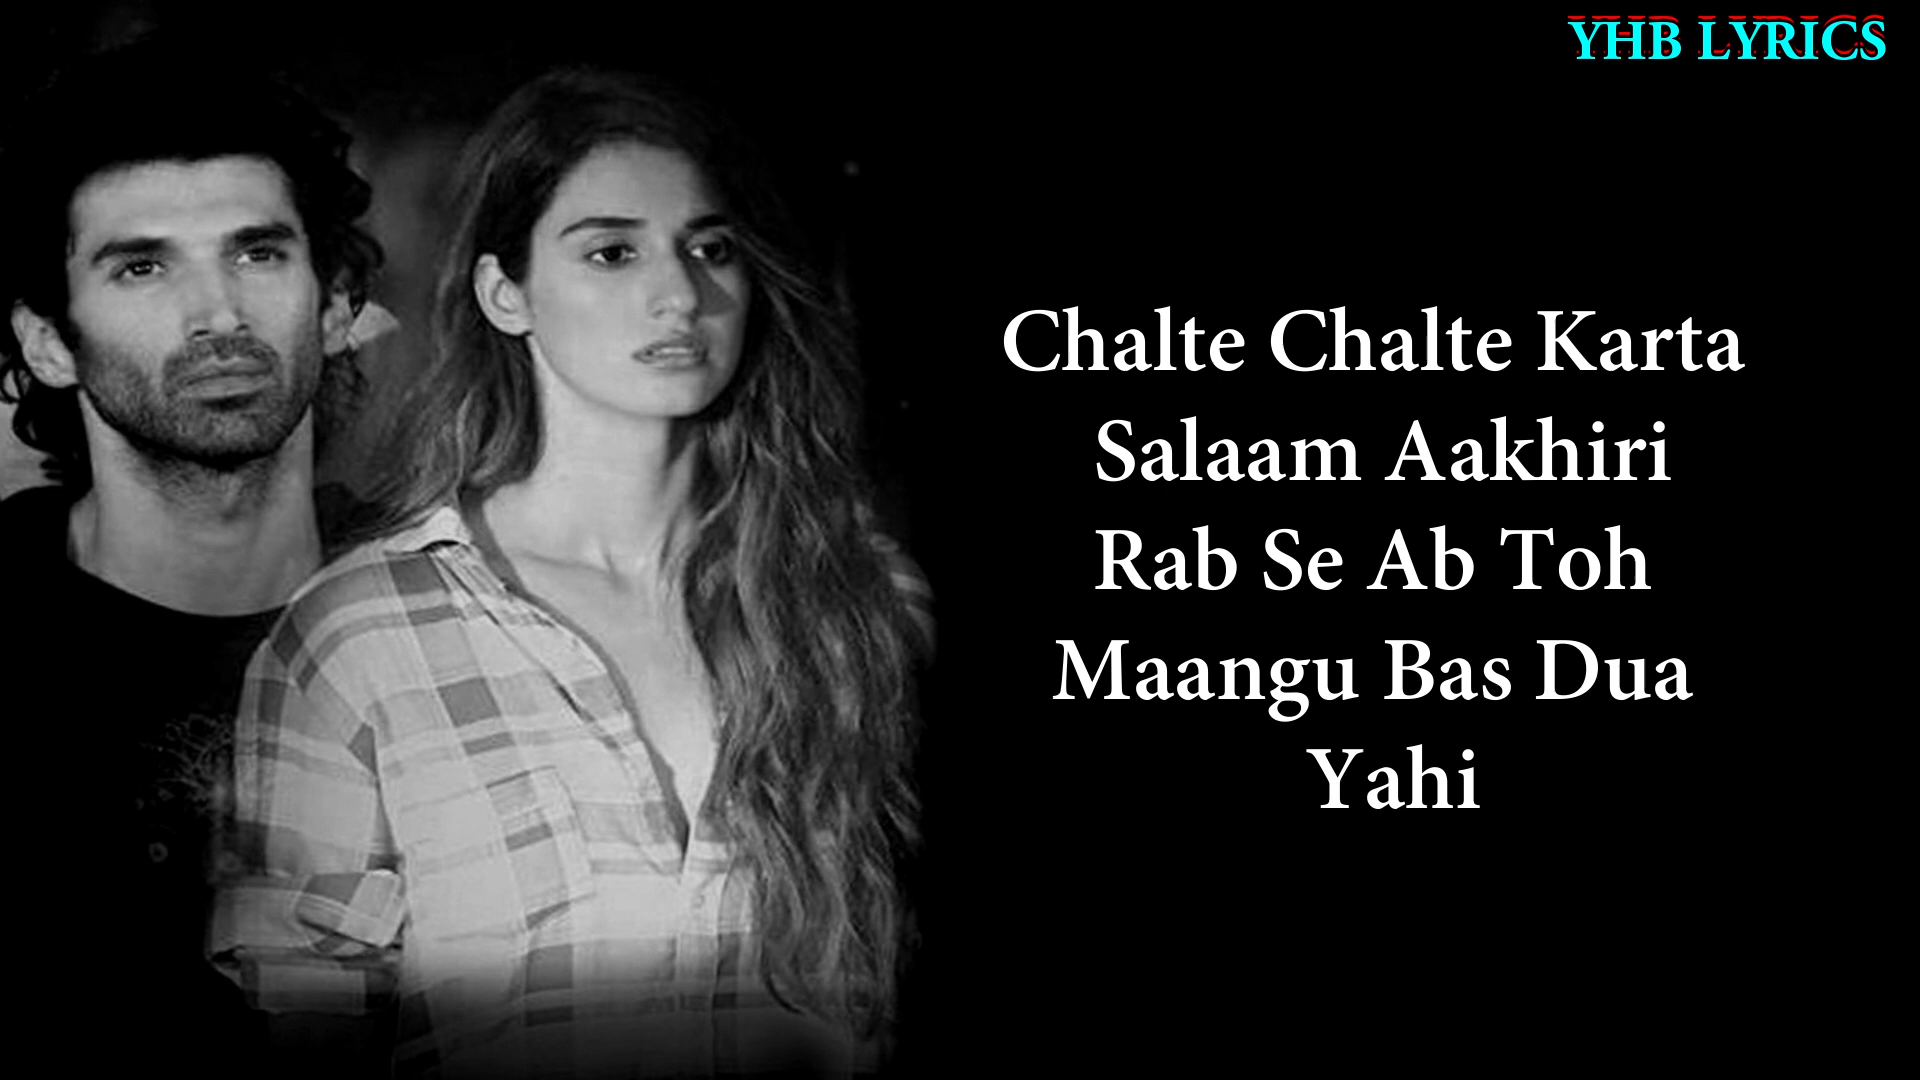 YHB LYRICS
Chalte Chalte Karta
Salaam Aakhiri
Rab Se Ab Toh
Maangu Bas Dua
Yahi